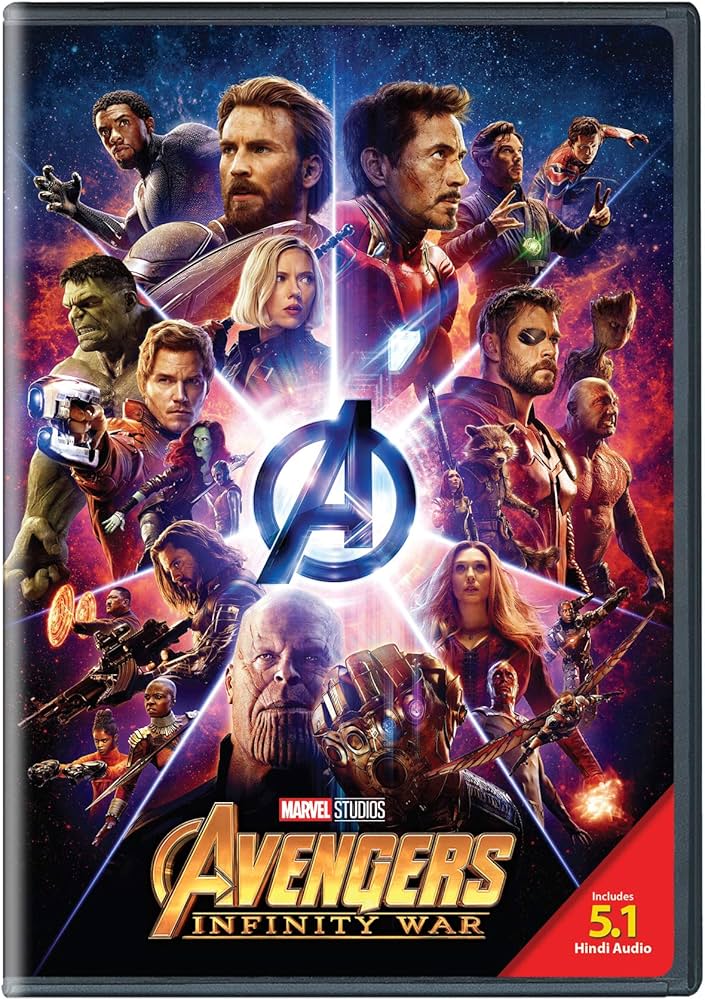 MARVEL STUDIOS
AVENGERS
INFINITY WAR
Includes
5.1
Hindi Audio